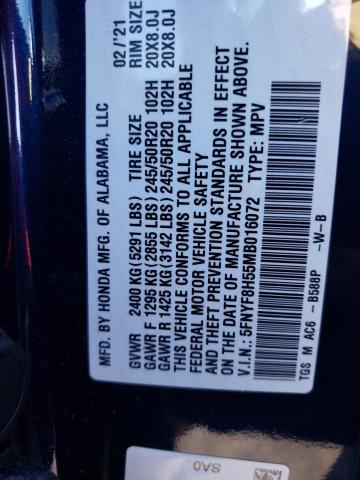 MFD. BY HONDA MFG. OF ALABAMA, LLC 02/'21
GVWR 2400 KG(5291 LBS) TIRE SIZE RIM SIZE
GAWR F 1295 KG(2855 LBS) 245/50R20 102H 20X8.0J
GAWR R 1425 KG(3142 LBS) 245/50R20 102H 20X8.0J
THIS VEHICLE CONFORMS TO ALL APPLICABLE
FEDERAL MOTOR VEHICLE SAFETY
AND THEFT PREVENTION STANDARDS IN EFFECT
ON THE DATE OF MANUFACTURE SHOWN ABOVE.
V.I.N.: 5FNYF8H55MB016072 TYPE: MPV
TGS M AC6 -B588P -W-B
SA0